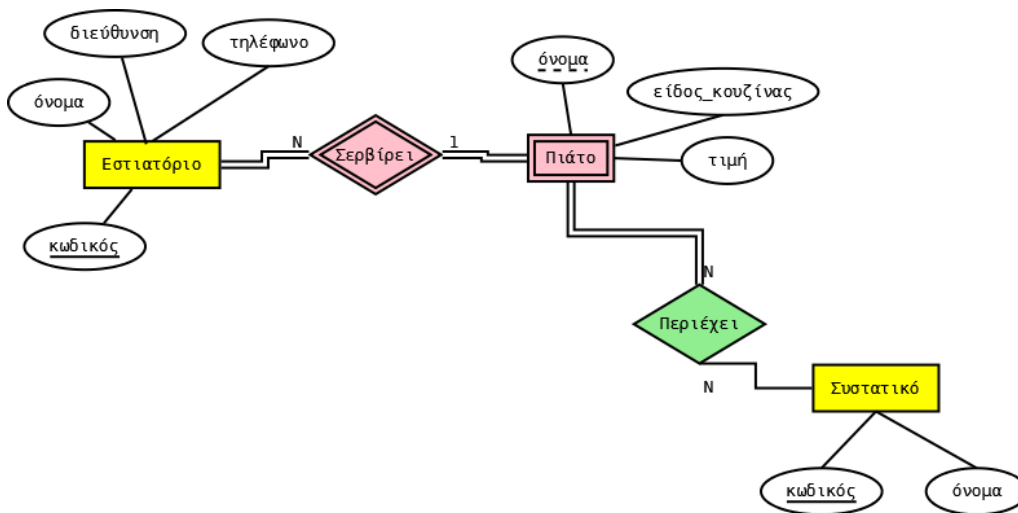 διεύθυνση
τηλέφωνο
όνομα
όνομα
είδος_κουζίνας
N
1
Εστιατόριο
Σερβίρει
Πιάτο
τιμή
κωδικός
N
Περιέχει
N
Συστατικό
κωδικός
όνομα